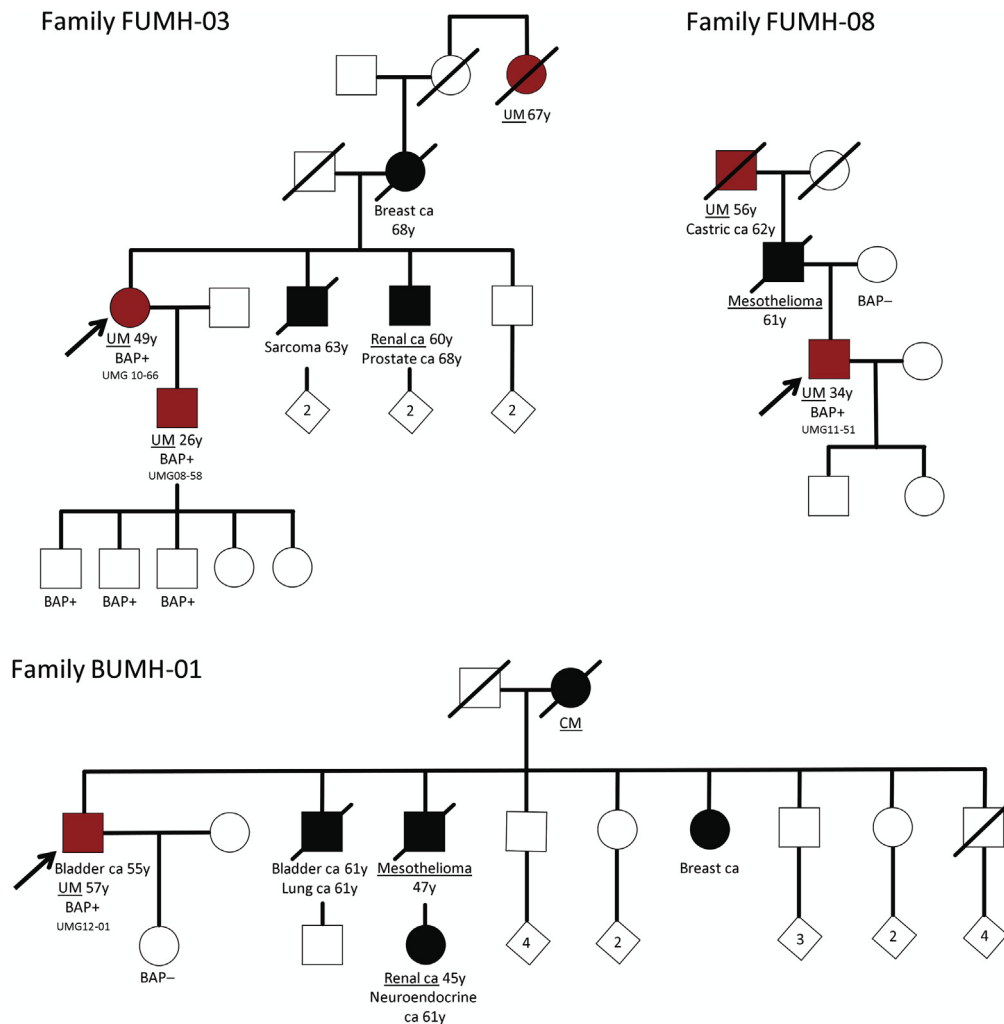 Family FUMH-03
UM 67y
Breast ca
68y
UM 49y
BAP+
UMG 10-66
Sarcoma 63y
Renal ca 60y
Prostate ca 68y
2
2
2
UM 26y
BAP+
UMG08-58
BAP+
BAP+
BAP+
Family FUMH-08
UM 56y
Castric ca 62y
Mesothelioma
61y
BAP–
UM 34y
BAP+
UMG11-51
Family BUMH-01
CM
Bladder ca 55y
UM 57y
BAP+
UMG12-01
BAP–
Bladder ca 61y
Lung ca 61y
Mesothelioma
47y
Renal ca 45y
Neuroendocrine
ca 61y
4
2
Breast ca
3
2
4